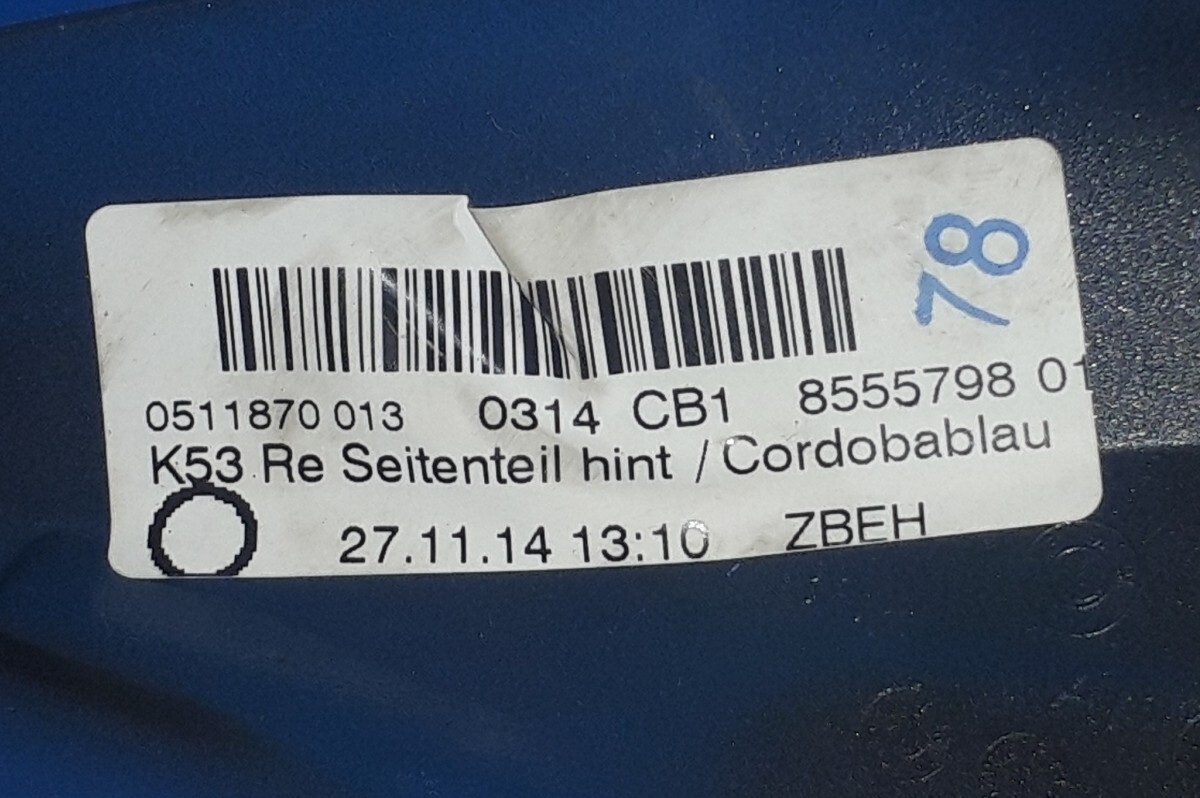 78
0511870 013 0314 CB1 8555798 01
K53 Re Seitenteil hint / Cordobablau
27.11.14 13:10 ZBEH